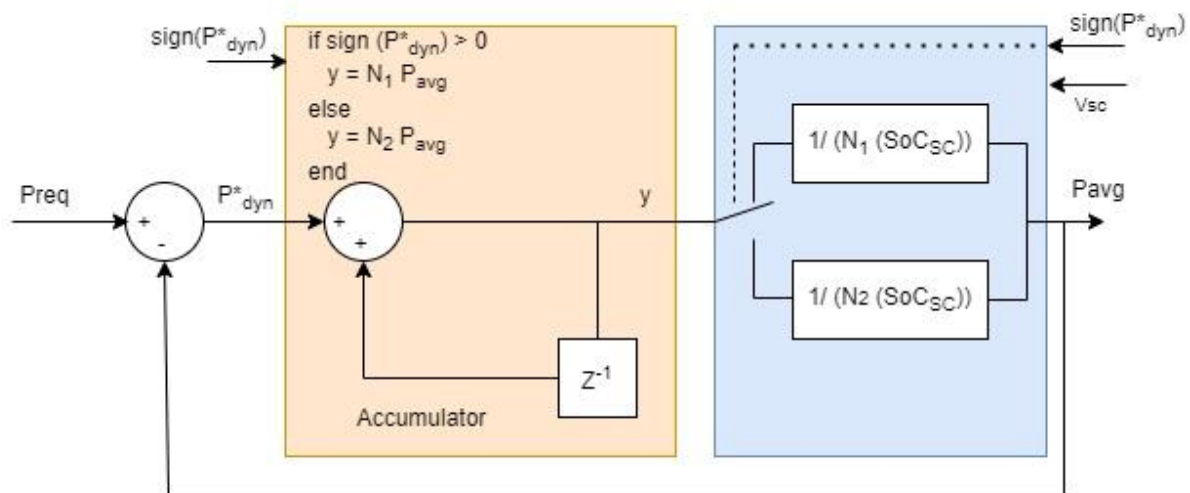 sign(P*dyn)
if sign (P*dyn) > 0
y = N1 Pavg
else
y = N2 Pavg
end
sign(P*dyn)
Vsc
1/ (N1 (SoCSC))
Preq
+
-
P*dyn
+
+
y
Pavg
1/ (N2 (SoCSC))
Z-1
Accumulator